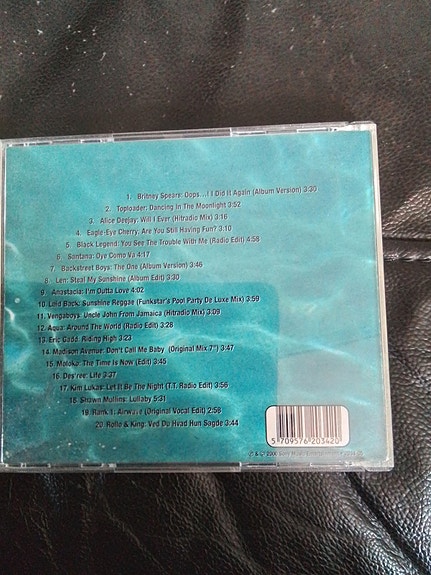 1. Britney Spears: Oops...! I Did It Again (Album Version) 3:30
2. Toploader: Dancing In The Moonlight 3:52
3. Alice Deejay: Will I Ever (Hitradio Mix) 3:16
4. Eagle-Eye Cherry: Are You Still Having Fun? 3:10
5. Black Legend: You See The Trouble With Me (Radio Edit) 4:58
6. Santana: Oye Como Va 4:17
7. Backstreet Boys: The One (Album Version) 3:46
8. Len: Steal My Sunshine (Album Edit) 3:30
9. Anastacia: I'm Outta Love 4:02
10. Laid Back: Sunshine Reggae (Funkstar's Pool Party De Luxe Mix) 3:59
11. Vengaboys: Uncle John From Jamaica (Hitradio Mix) 3:09
12. Aqua: Around The World (Radio Edit) 3:28
13. Eric Gadd: Riding High 3:23
14. Madison Avenue: Don't Call Me Baby (Original Mix 7") 3:47
15. Moloko: The Time Is Now (Edit) 3:45
16. Des'ree: Life 3:37
17. Kim Lukas: Let It Be The Night (T.T. Radio Edit) 3:56
18. Shawn Mullins: Lullaby 5:31
19. Rank 1: Airwave (Original Vocal Edit) 2:58
20. Rollo & King: Ved Du Hvad Hun Sagde 3:44
5 709576 203420
℗ & © 2000 Sony Music Entertainment